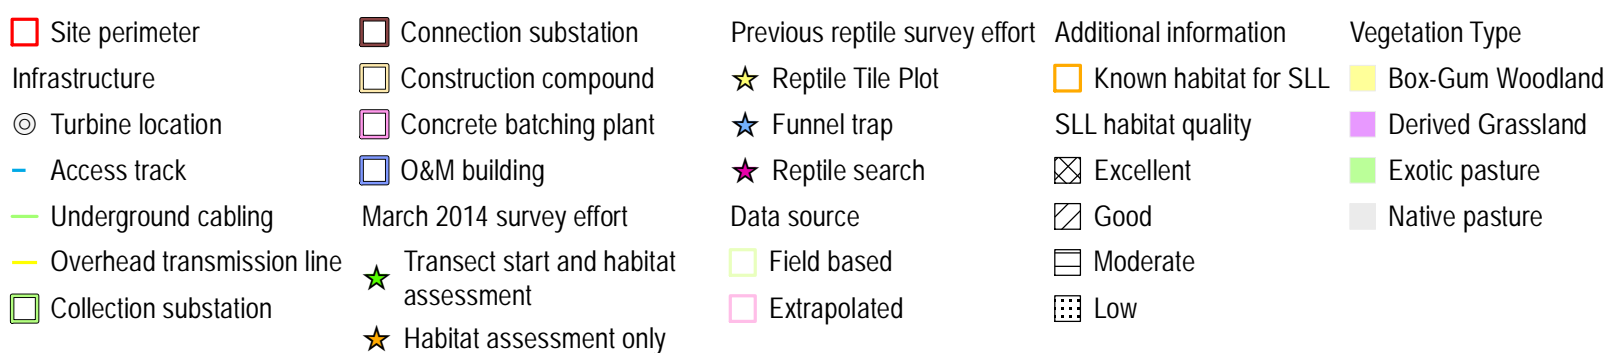 Site perimeter
Infrastructure
Turbine location
Access track
Underground cabling
Overhead transmission line
Collection substation
Connection substation
Construction compound
Concrete batching plant
O&M building
March 2014 survey effort
Transect start and habitat
assessment
Habitat assessment only
Previous reptile survey effort
Reptile Tile Plot
Funnel trap
Reptile search
Data source
Field based
Extrapolated
Additional information
Known habitat for SLL
SLL habitat quality
Excellent
Good
Moderate
Low
Vegetation Type
Box-Gum Woodland
Derived Grassland
Exotic pasture
Native pasture